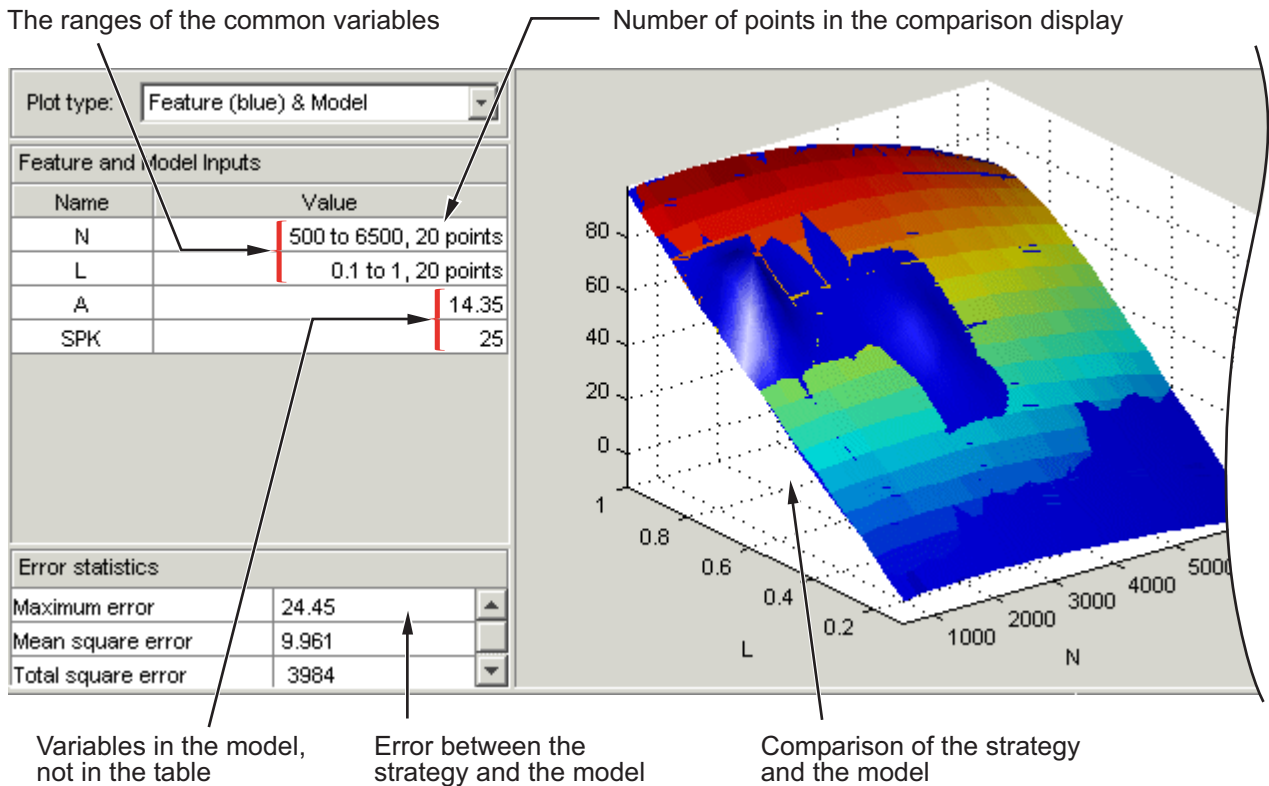 The ranges of the common variables
Number of points in the comparison display
Plot type: Feature (blue) & Model
Feature and Model Inputs
Name Value
N 500 to 6500, 20 points
L 0.1 to 1, 20 points
A 14.35
SPK 25
Error statistics
Maximum error 24.45
Mean square error 9.961
Total square error 3984
80
60
40
20
0
1
0.8
0.6
0.4
0.2
L
1000
2000
3000
4000
5000
N
Variables in the model,
not in the table
Error between the
strategy and the model
Comparison of the strategy
and the model